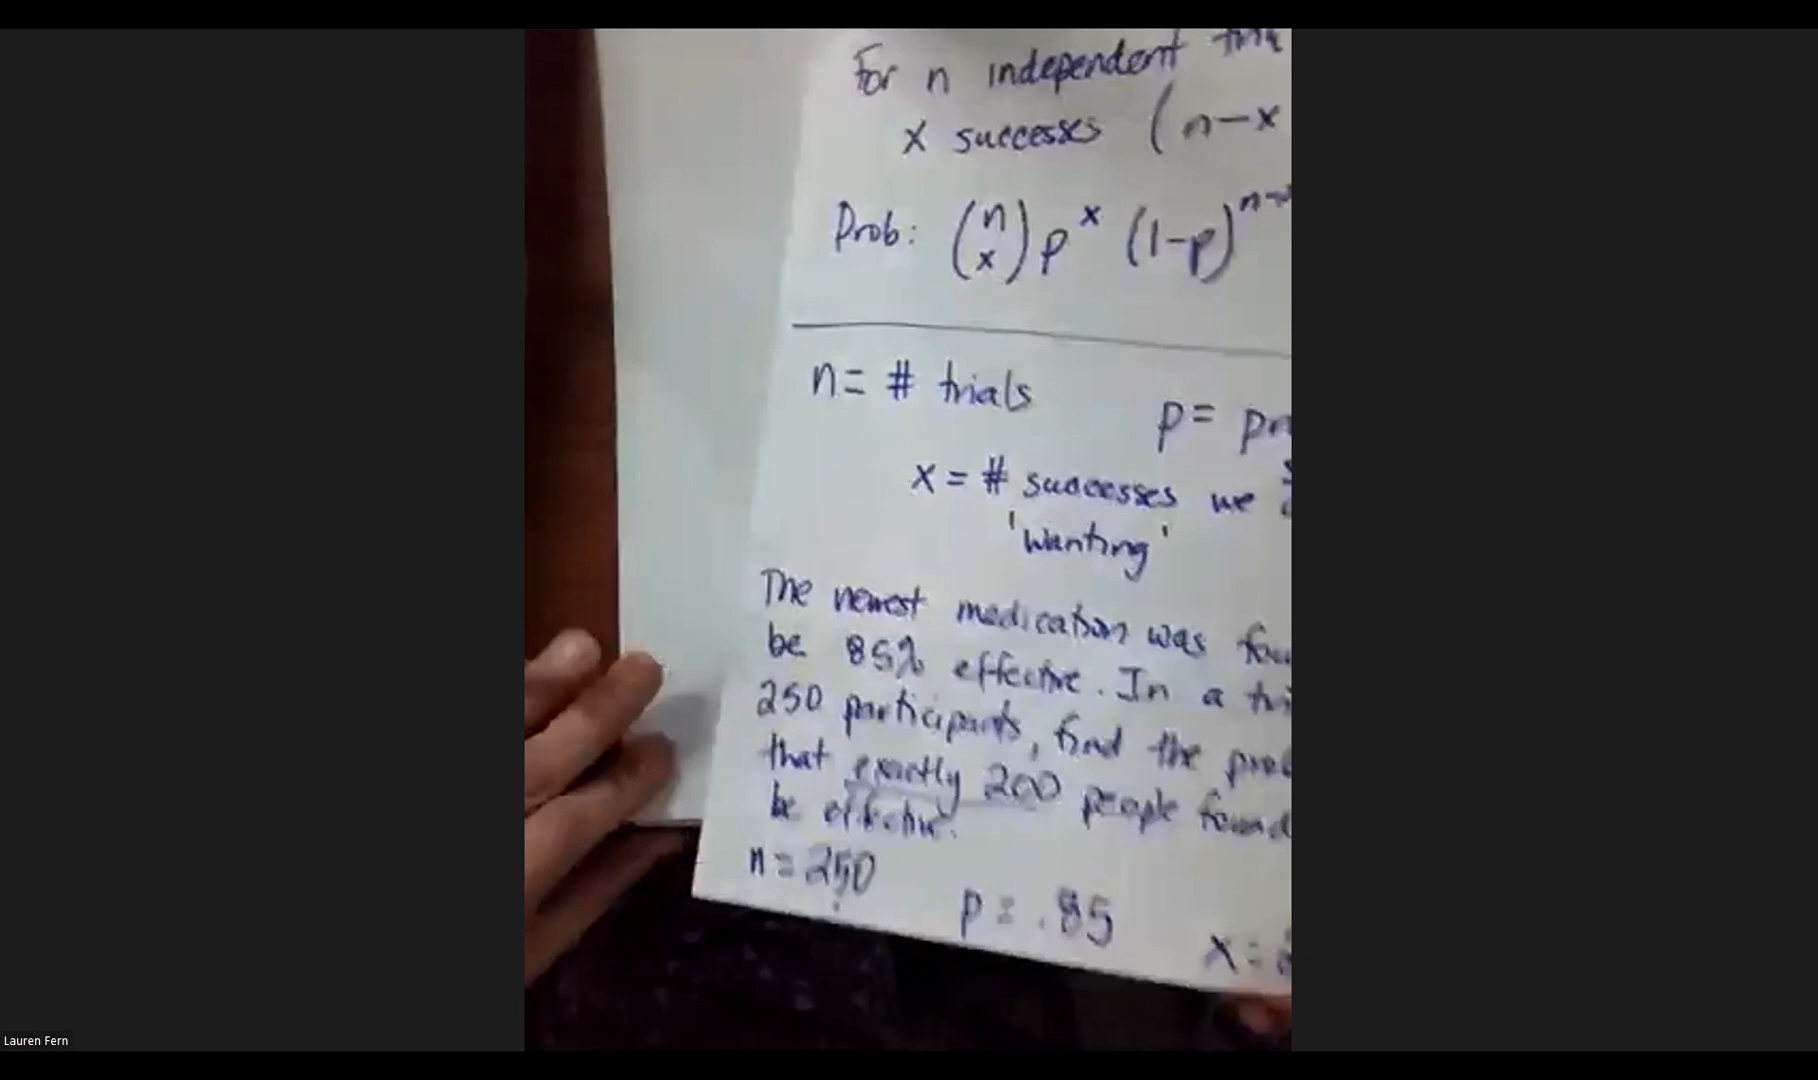 For n independent
x successes (n-x
Prob: (n x) p^x (1-p)^n-
n= # trials
p=
x = # successes we
'wanting'
The newest medication was
be 85% effective. In a
250 participants, find the
that exactly 200 people found
be effective.
n = 250
p = .85
x =
Lauren Fern